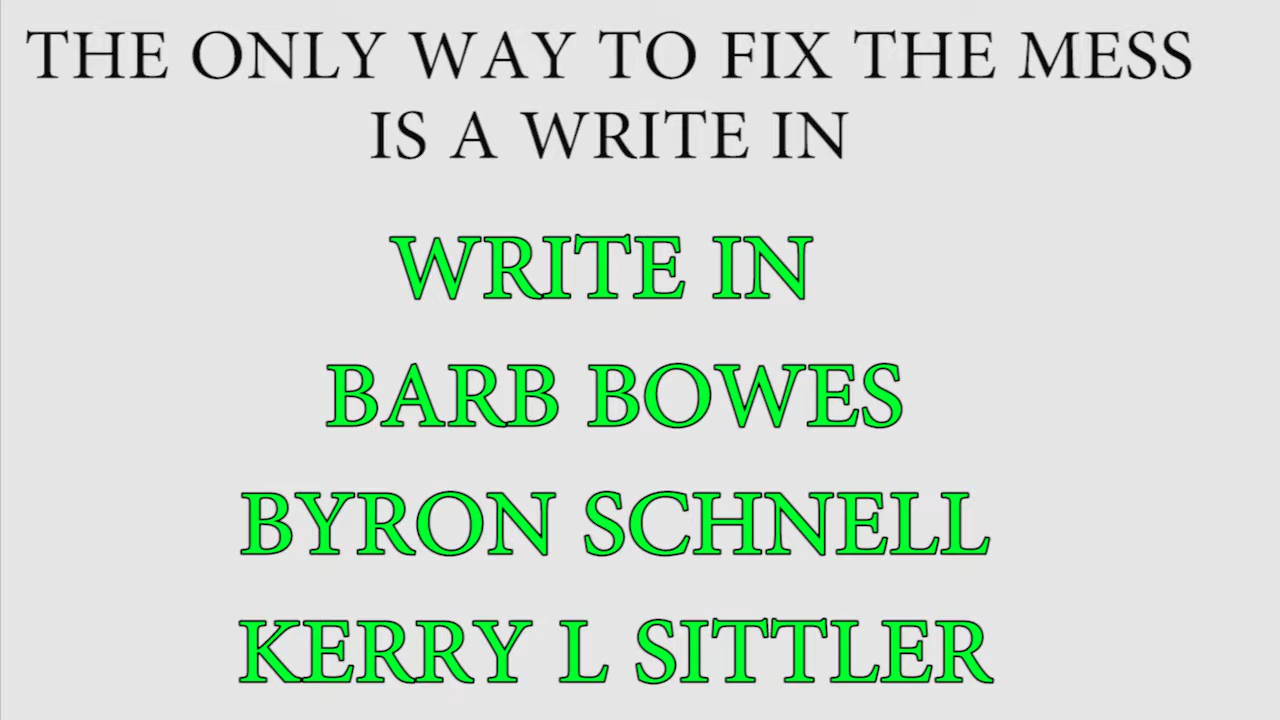 THE ONLY WAY TO FIX THE MESS
IS A WRITE IN
WRITE IN
BARB BOWES
BYRON SCHNELL
KERRY L SITTLER